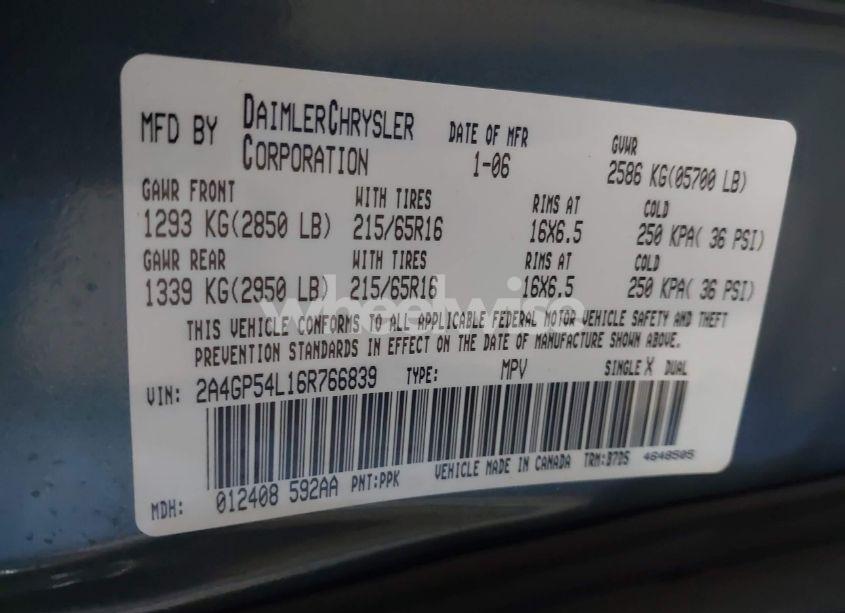 MFD BY DAIMLERCHRYSLER CORPORATION DATE OF MFR 1-06 GVWR 2586 KG(05700 LB)
GAWR FRONT WITH TIRES RIMS AT COLD
1293 KG(2850 LB) 215/65R16 16X6.5 250 KPA( 36 PSI)
GAWR REAR WITH TIRES RIMS AT COLD
1339 KG(2950 LB) 215/65R16 16X6.5 250 KPA( 36 PSI)
wheelwise
THIS VEHICLE CONFORMS TO ALL APPLICABLE FEDERAL MOTOR VEHICLE SAFETY AND THEFT
PREVENTION STANDARDS IN EFFECT ON THE DATE OF MANUFACTURE SHOWN ABOVE.
VIN: 2A4GP54L16R766839 TYPE: MPV SINGLE X DUAL
MDH: 012408 592AA PNT:PPK VEHICLE MADE IN CANADA TRM:B7D5 4648505